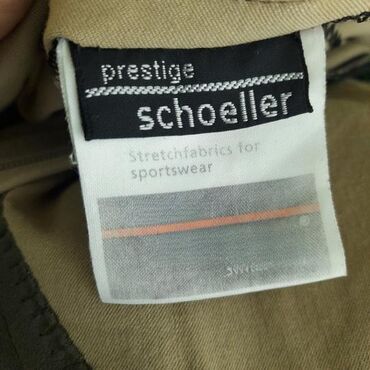 prestige
schoeller
Stretchfabrics for
sportswear